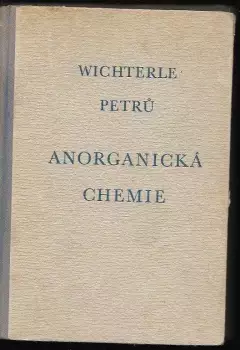 WICHTERLE
PETRŮ
ANORGANICKÁ
CHEMIE